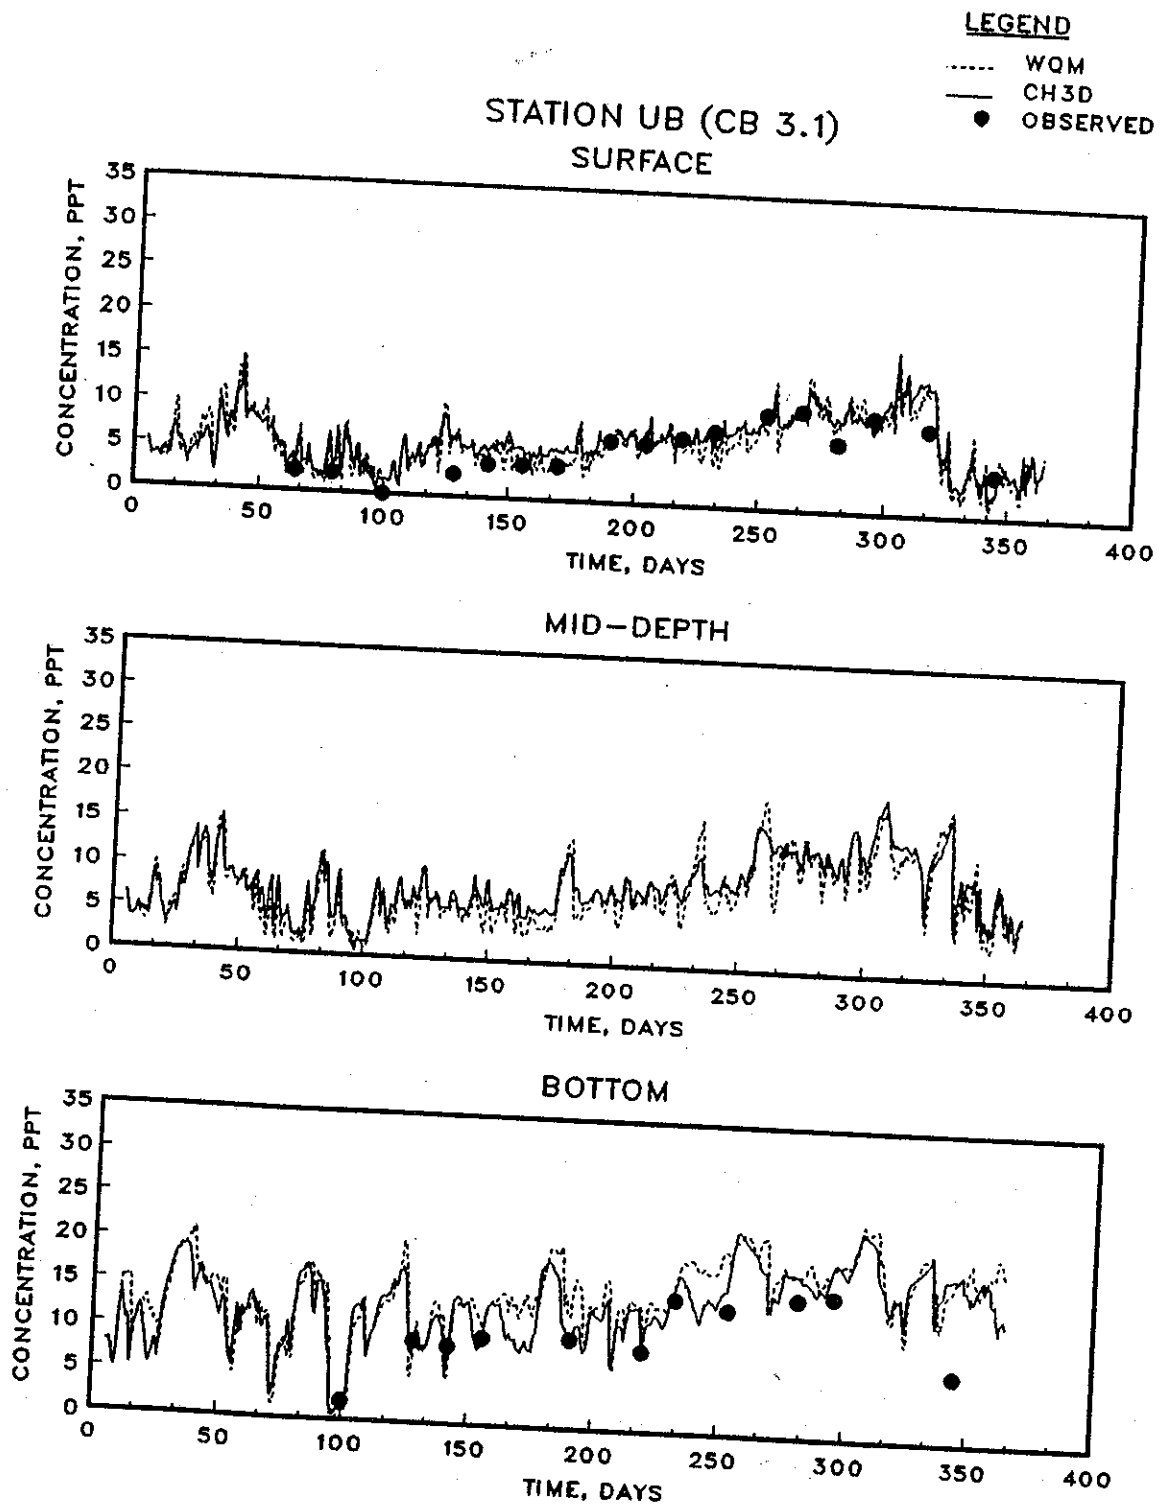 LEGEND
WQM
CH3D
OBSERVED
STATION UB (CB 3.1)
SURFACE
CONCENTRATION, PPT
35
30
25
20
15
10
5
0
0 50 100 150 200 250 300 350 400
TIME, DAYS
MID-DEPTH
CONCENTRATION, PPT
35
30
25
20
15
10
5
0
0 50 100 150 200 250 300 350 400
TIME, DAYS
BOTTOM
CONCENTRATION, PPT
35
30
25
20
15
10
5
0
0 50 100 150 200 250 300 350 400
TIME, DAYS